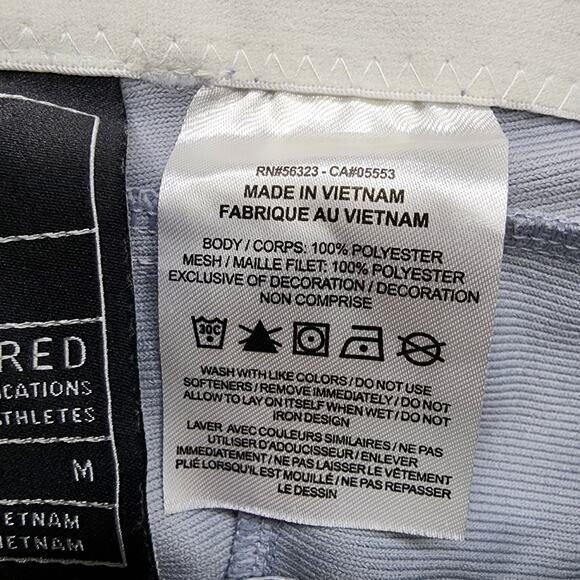 RED
CATIONS
THLETES
M
ETNAM
IETNAM
RN#56323 - CA#05553
MADE IN VIETNAM
FABRIQUE AU VIETNAM
BODY / CORPS: 100% POLYESTER
MESH / MAILLE FILET: 100% POLYESTER
EXCLUSIVE OF DECORATION / DECORATION
NON COMPRISE
30C
WASH WITH LIKE COLORS / DO NOT USE
SOFTENERS / REMOVE IMMEDIATELY / DO NOT
ALLOW TO LAY ON ITSELF WHEN WET / DO NOT
IRON DESIGN
LAVER AVEC COULEURS SIMILAIRES / NE PAS
UTILISER D'ADOUCISSEUR / ENLEVER
IMMEDIATEMENT / NE PAS LAISSER LE VÊTEMENT
PLIÉ LORSQU'IL EST MOUILLÉ / NE PAS REPASSER
LE DESSIN